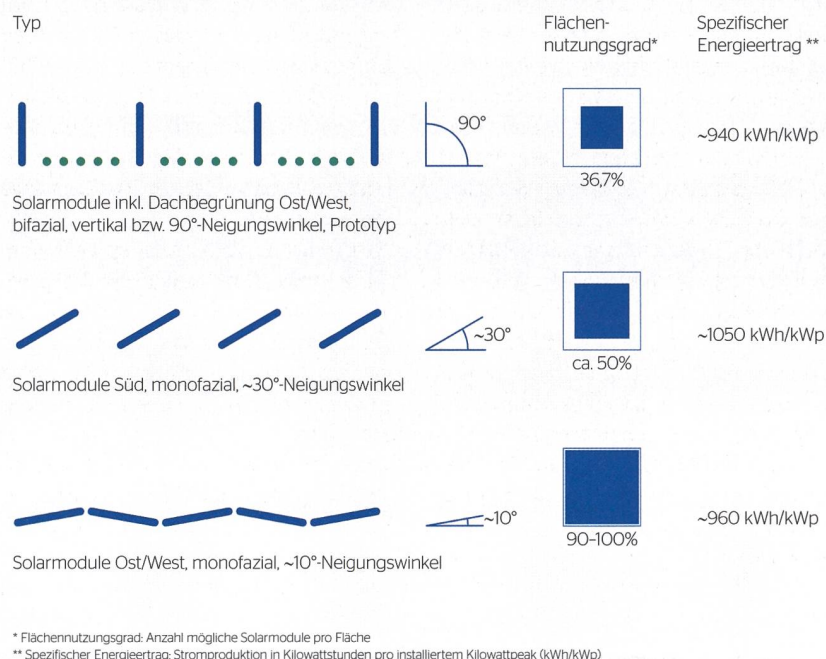 Typ
Flächen-
nutzungsgrad*
Spezifischer
Energieertrag **
90°
36,7%
~940 kWh/kWp
Solarmodule inkl. Dachbegrünung Ost/West,
bifazial, vertikal bzw. 90°-Neigungswinkel, Prototyp
~30°
ca. 50%
~1050 kWh/kWp
Solarmodule Süd, monofazial, ~30°-Neigungswinkel
~10°
90–100%
~960 kWh/kWp
Solarmodule Ost/West, monofazial, ~10°-Neigungswinkel
* Flächennutzungsgrad: Anzahl mögliche Solarmodule pro Fläche
** Spezifischer Energieertrag: Stromproduktion in Kilowattstunden pro installiertem Kilowattpeak (kWh/kWp)